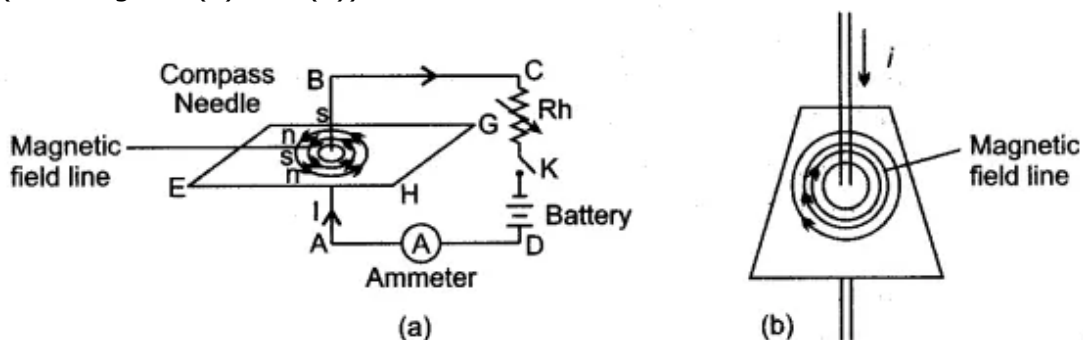 Compass
Needle
B
C
s
n
s
n
Rh
G
Magnetic
field line
E
H
K
I
A
A
Ammeter
Battery
D
(a)
i
Magnetic
field line
(b)